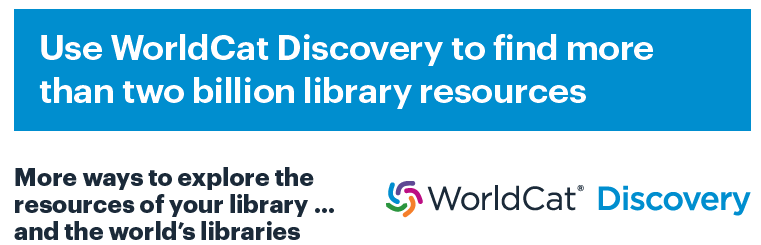 Use WorldCat Discovery to find more
than two billion library resources
More ways to explore the
resources of your library ...
and the world's libraries
WorldCat® Discovery